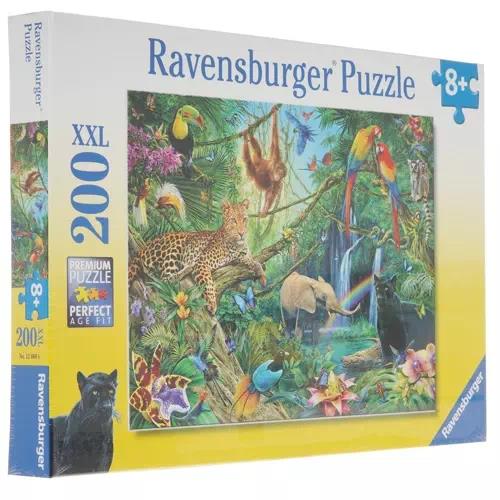 Ravensburger®
Puzzle
Ravensburger® Puzzle
8+
XXL
200
PREMIUM
PUZZLE
PERFECT
AGE FIT
8+
200 XXL
Ravensburger
Ravensburger